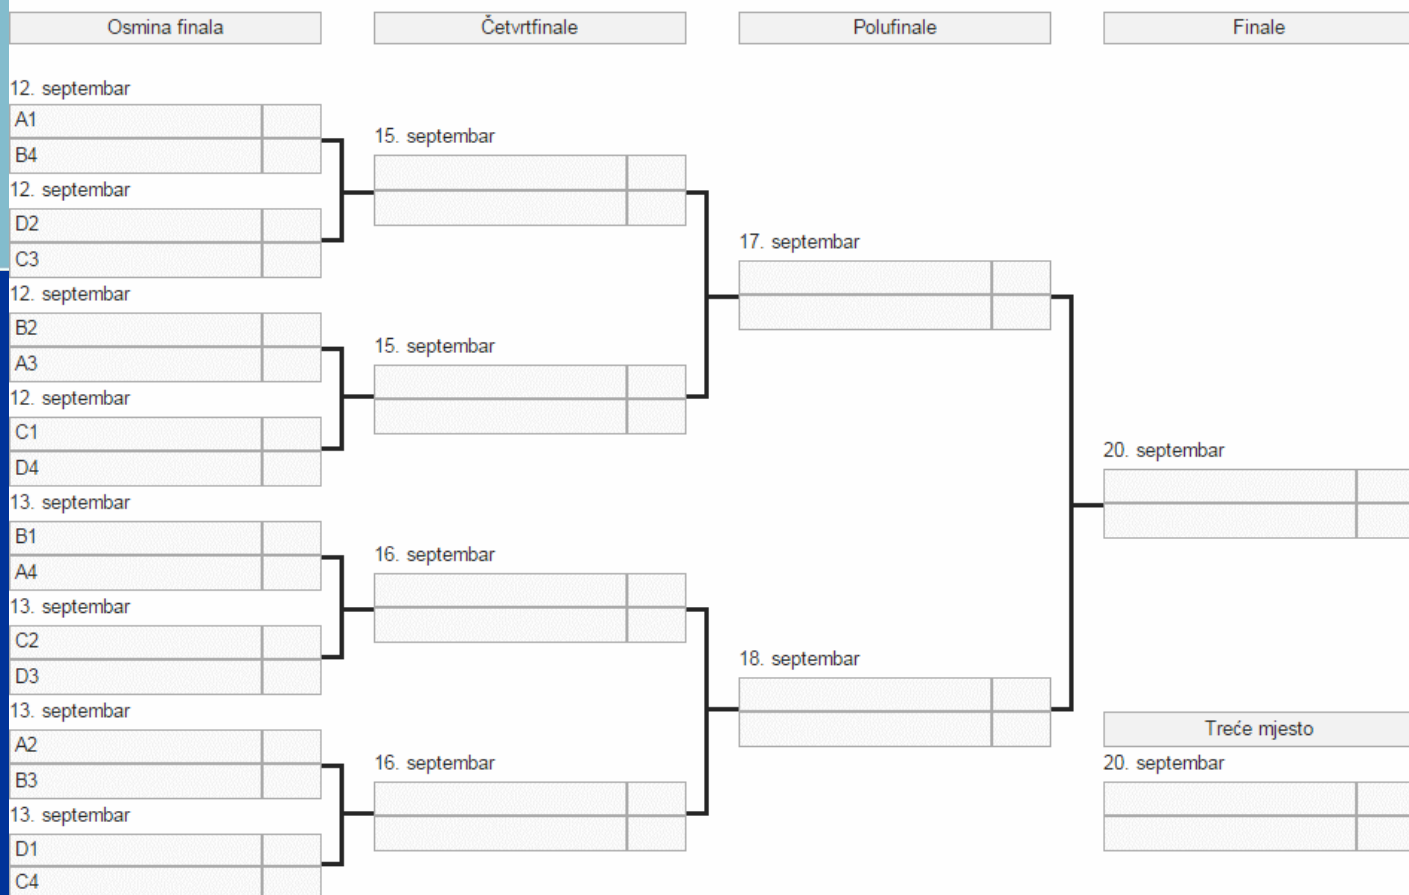 Osmina finala
Četvrtfinale
Polufinale
Finale
12. septembar
A1
B4
12. septembar
D2
C3
12. septembar
B2
A3
12. septembar
C1
D4
13. septembar
B1
A4
13. septembar
C2
D3
13. septembar
A2
B3
13. septembar
D1
C4
15. septembar
15. septembar
16. septembar
16. septembar
17. septembar
18. septembar
20. septembar
Treće mjesto
20. septembar